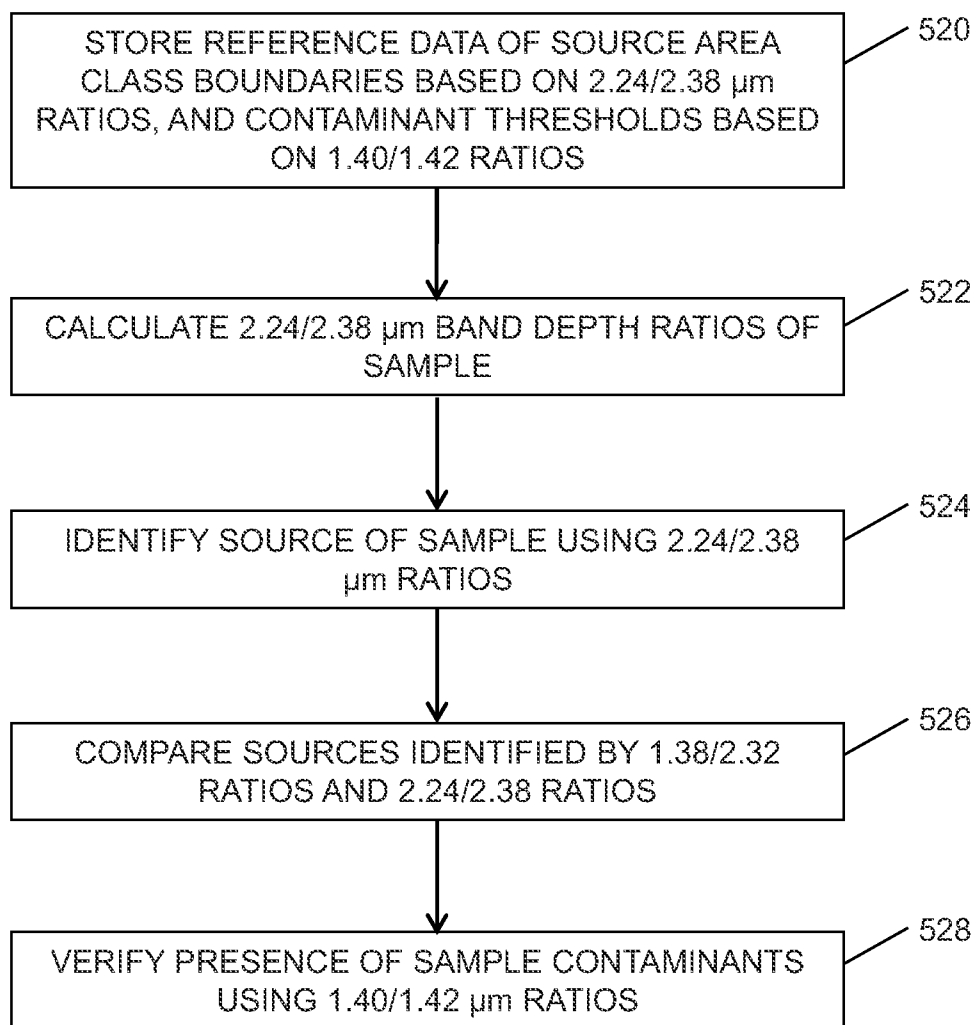 STORE REFERENCE DATA OF SOURCE AREA
CLASS BOUNDARIES BASED ON 2.24/2.38 µm
RATIOS, AND CONTAMINANT THRESHOLDS BASED
ON 1.40/1.42 RATIOS
520
CALCULATE 2.24/2.38 µm BAND DEPTH RATIOS OF
SAMPLE
522
IDENTIFY SOURCE OF SAMPLE USING 2.24/2.38
µm RATIOS
524
COMPARE SOURCES IDENTIFIED BY 1.38/2.32
RATIOS AND 2.24/2.38 RATIOS
526
VERIFY PRESENCE OF SAMPLE CONTAMINANTS
USING 1.40/1.42 µm RATIOS
528